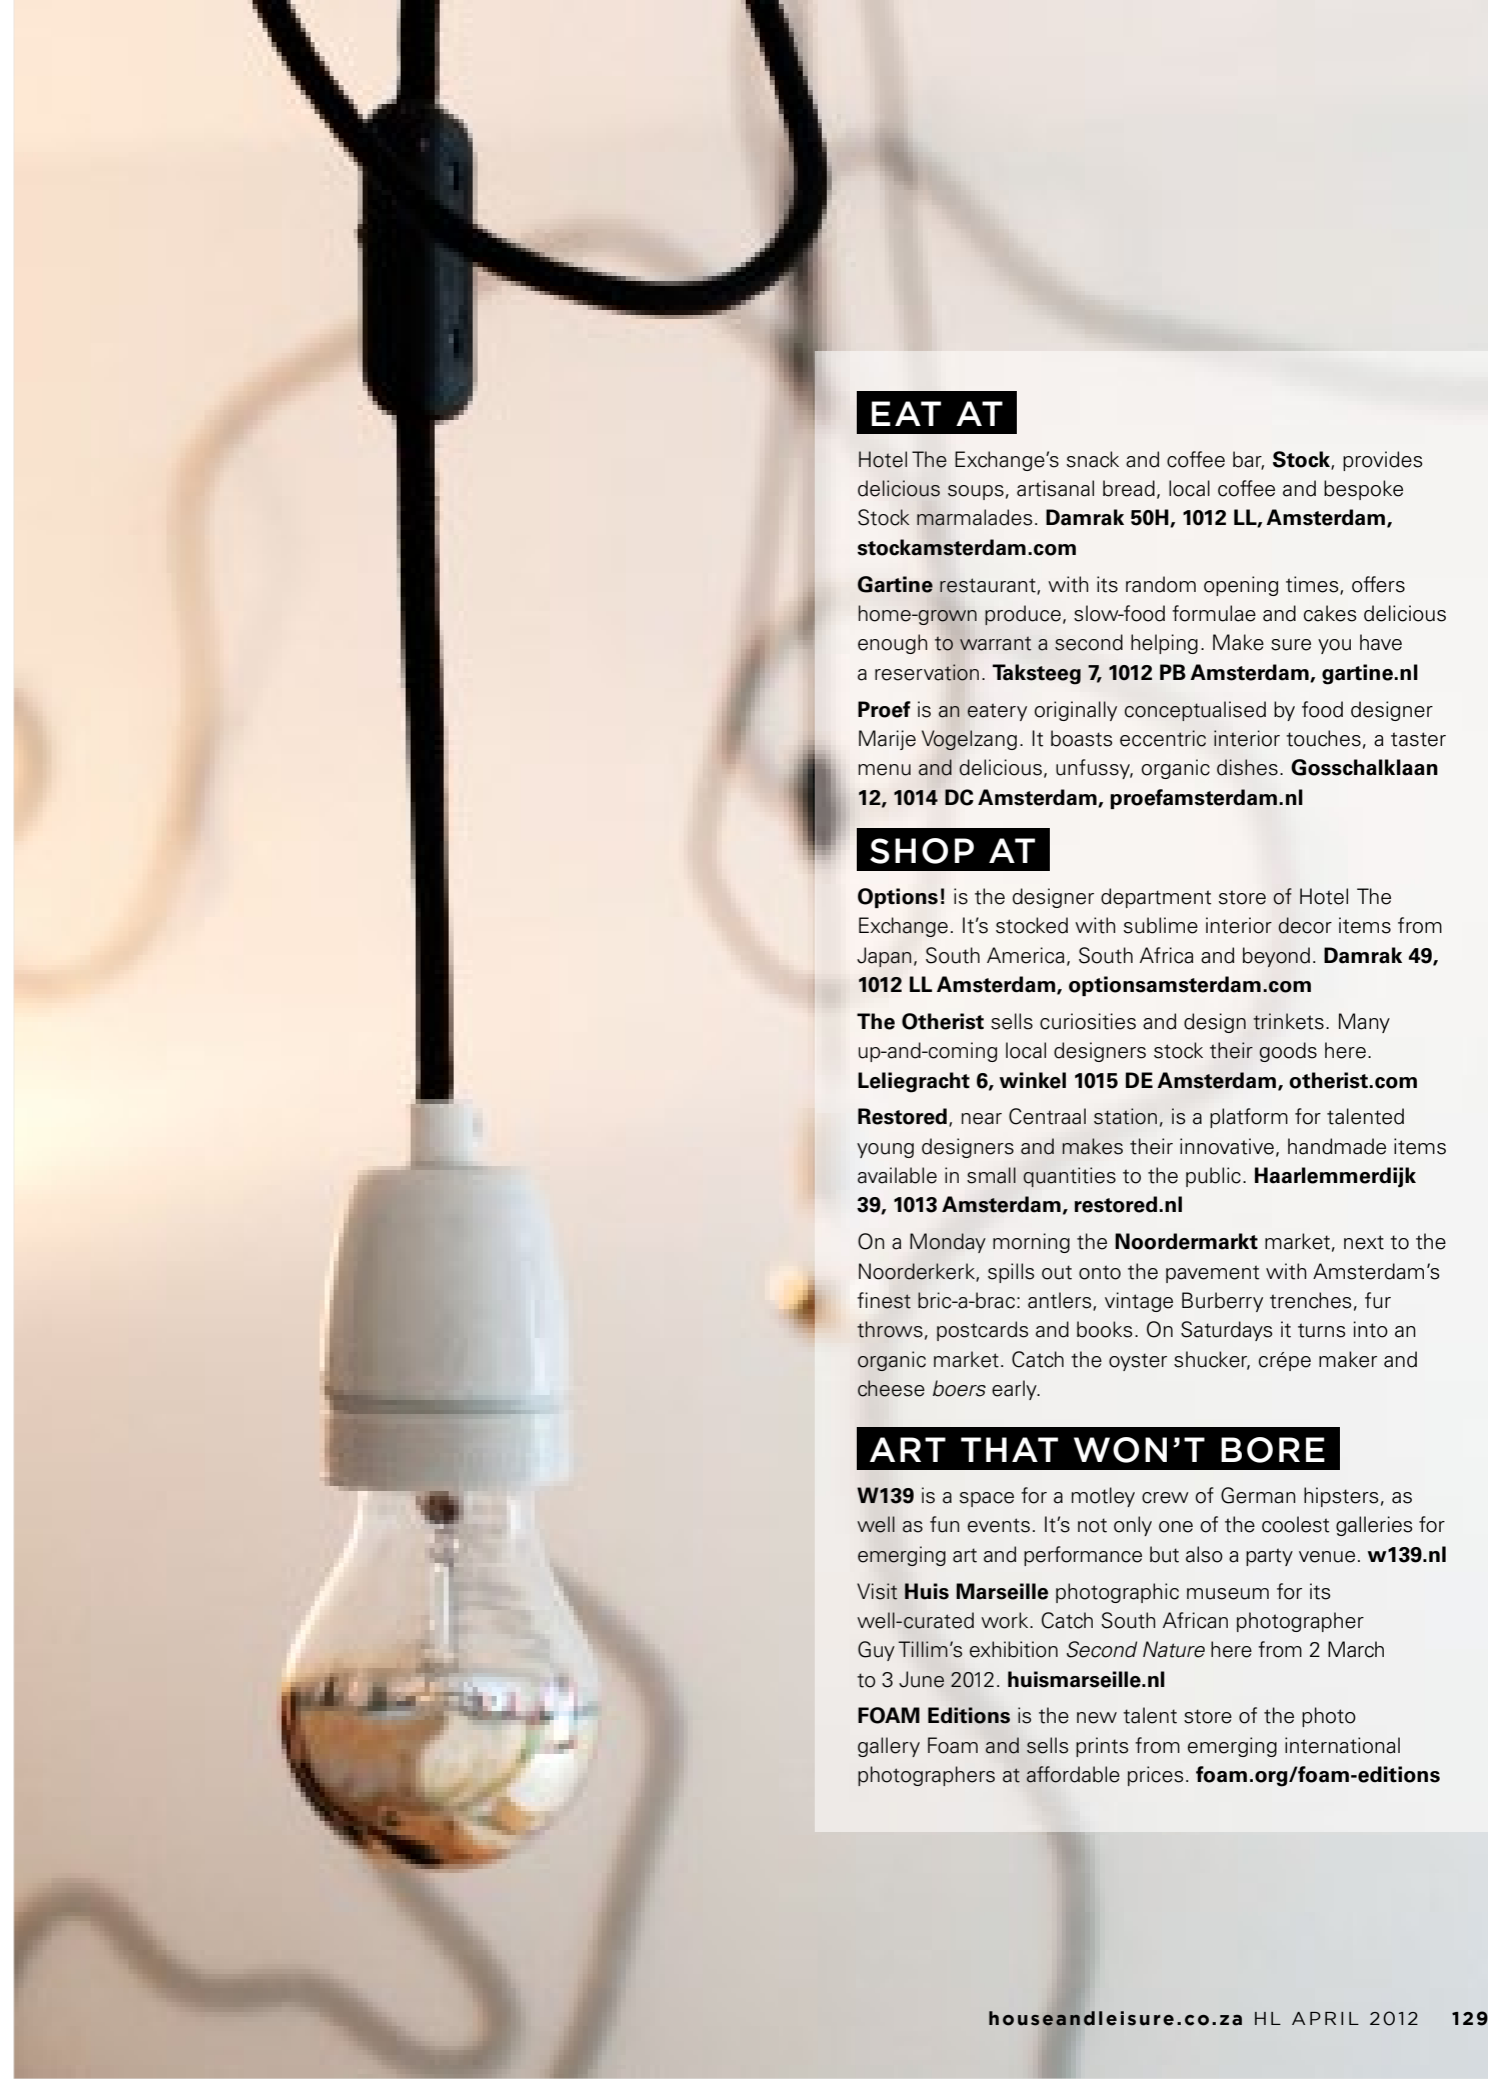 EAT AT
Hotel The Exchange's snack and coffee bar, Stock, provides
delicious soups, artisanal bread, local coffee and bespoke
Stock marmalades. Damrak 50H, 1012 LL, Amsterdam,
stockamsterdam.com
Gartine restaurant, with its random opening times, offers
home-grown produce, slow-food formulae and cakes delicious
enough to warrant a second helping. Make sure you have
a reservation. Taksteeg 7, 1012 PB Amsterdam, gartine.nl
Proef is an eatery originally conceptualised by food designer
Marije Vogelzang. It boasts eccentric interior touches, a taster
menu and delicious, unfussy, organic dishes. Gosschalklaan
12, 1014 DC Amsterdam, proefamsterdam.nl
SHOP AT
Options! is the designer department store of Hotel The
Exchange. It's stocked with sublime interior decor items from
Japan, South America, South Africa and beyond. Damrak 49,
1012 LL Amsterdam, optionsamsterdam.com
The Otherist sells curiosities and design trinkets. Many
up-and-coming local designers stock their goods here.
Leliegracht 6, winkel 1015 DE Amsterdam, otherist.com
Restored, near Centraal station, is a platform for talented
young designers and makes their innovative, handmade items
available in small quantities to the public. Haarlemmerdijk
39, 1013 Amsterdam, restored.nl
On a Monday morning the Noordermarkt market, next to the
Noorderkerk, spills out onto the pavement with Amsterdam's
finest bric-a-brac: antlers, vintage Burberry trenches, fur
throws, postcards and books. On Saturdays it turns into an
organic market. Catch the oyster shucker, crépe maker and
cheese boers early.
ART THAT WON'T BORE
W139 is a space for a motley crew of German hipsters, as
well as fun events. It's not only one of the coolest galleries for
emerging art and performance but also a party venue. w139.nl
Visit Huis Marseille photographic museum for its
well-curated work. Catch South African photographer
Guy Tillim's exhibition Second Nature here from 2 March
to 3 June 2012. huismarseille.nl
FOAM Editions is the new talent store of the photo
gallery Foam and sells prints from emerging international
photographers at affordable prices. foam.org/foam-editions
houseandleisure.co.za HL APRIL 2012 129